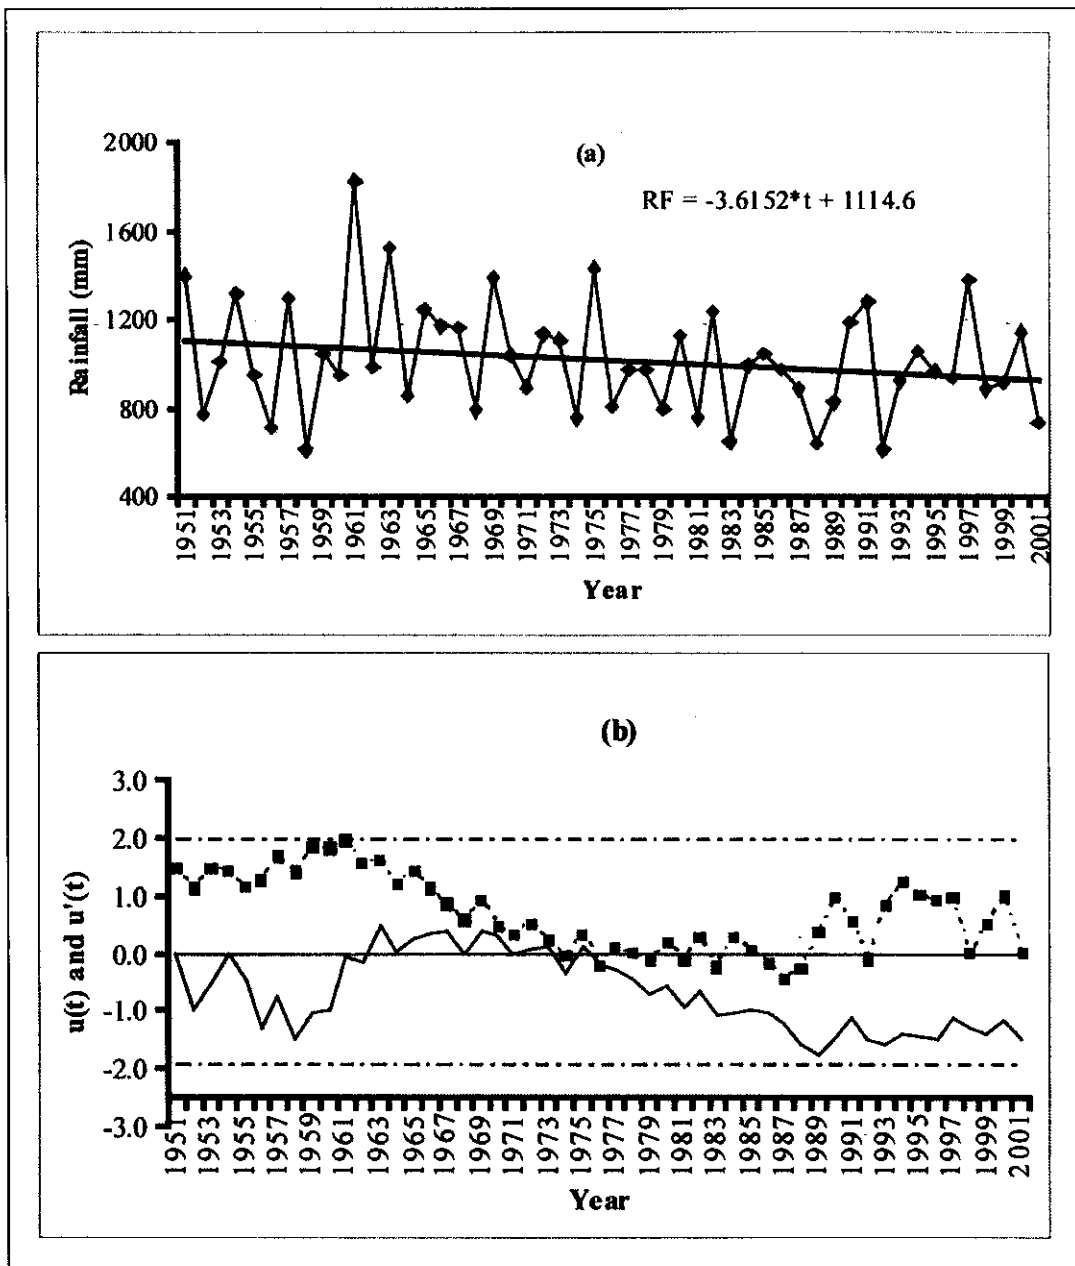 (a)
RF = -3.6152*t + 1114.6
Rainfall (mm)
2000
1600
1200
800
400
1951 1953 1955 1957 1959 1961 1963 1965 1967 1969 1971 1973 1975 1977 1979 1981 1983 1985 1987 1989 1991 1993 1995 1997 1999 2001
Year
(b)
u(t) and u'(t)
3.0
2.0
1.0
0.0
-1.0
-2.0
-3.0
1951 1953 1955 1957 1959 1961 1963 1965 1967 1969 1971 1973 1975 1977 1979 1981 1983 1985 1987 1989 1991 1993 1995 1997 1999 2001
Year